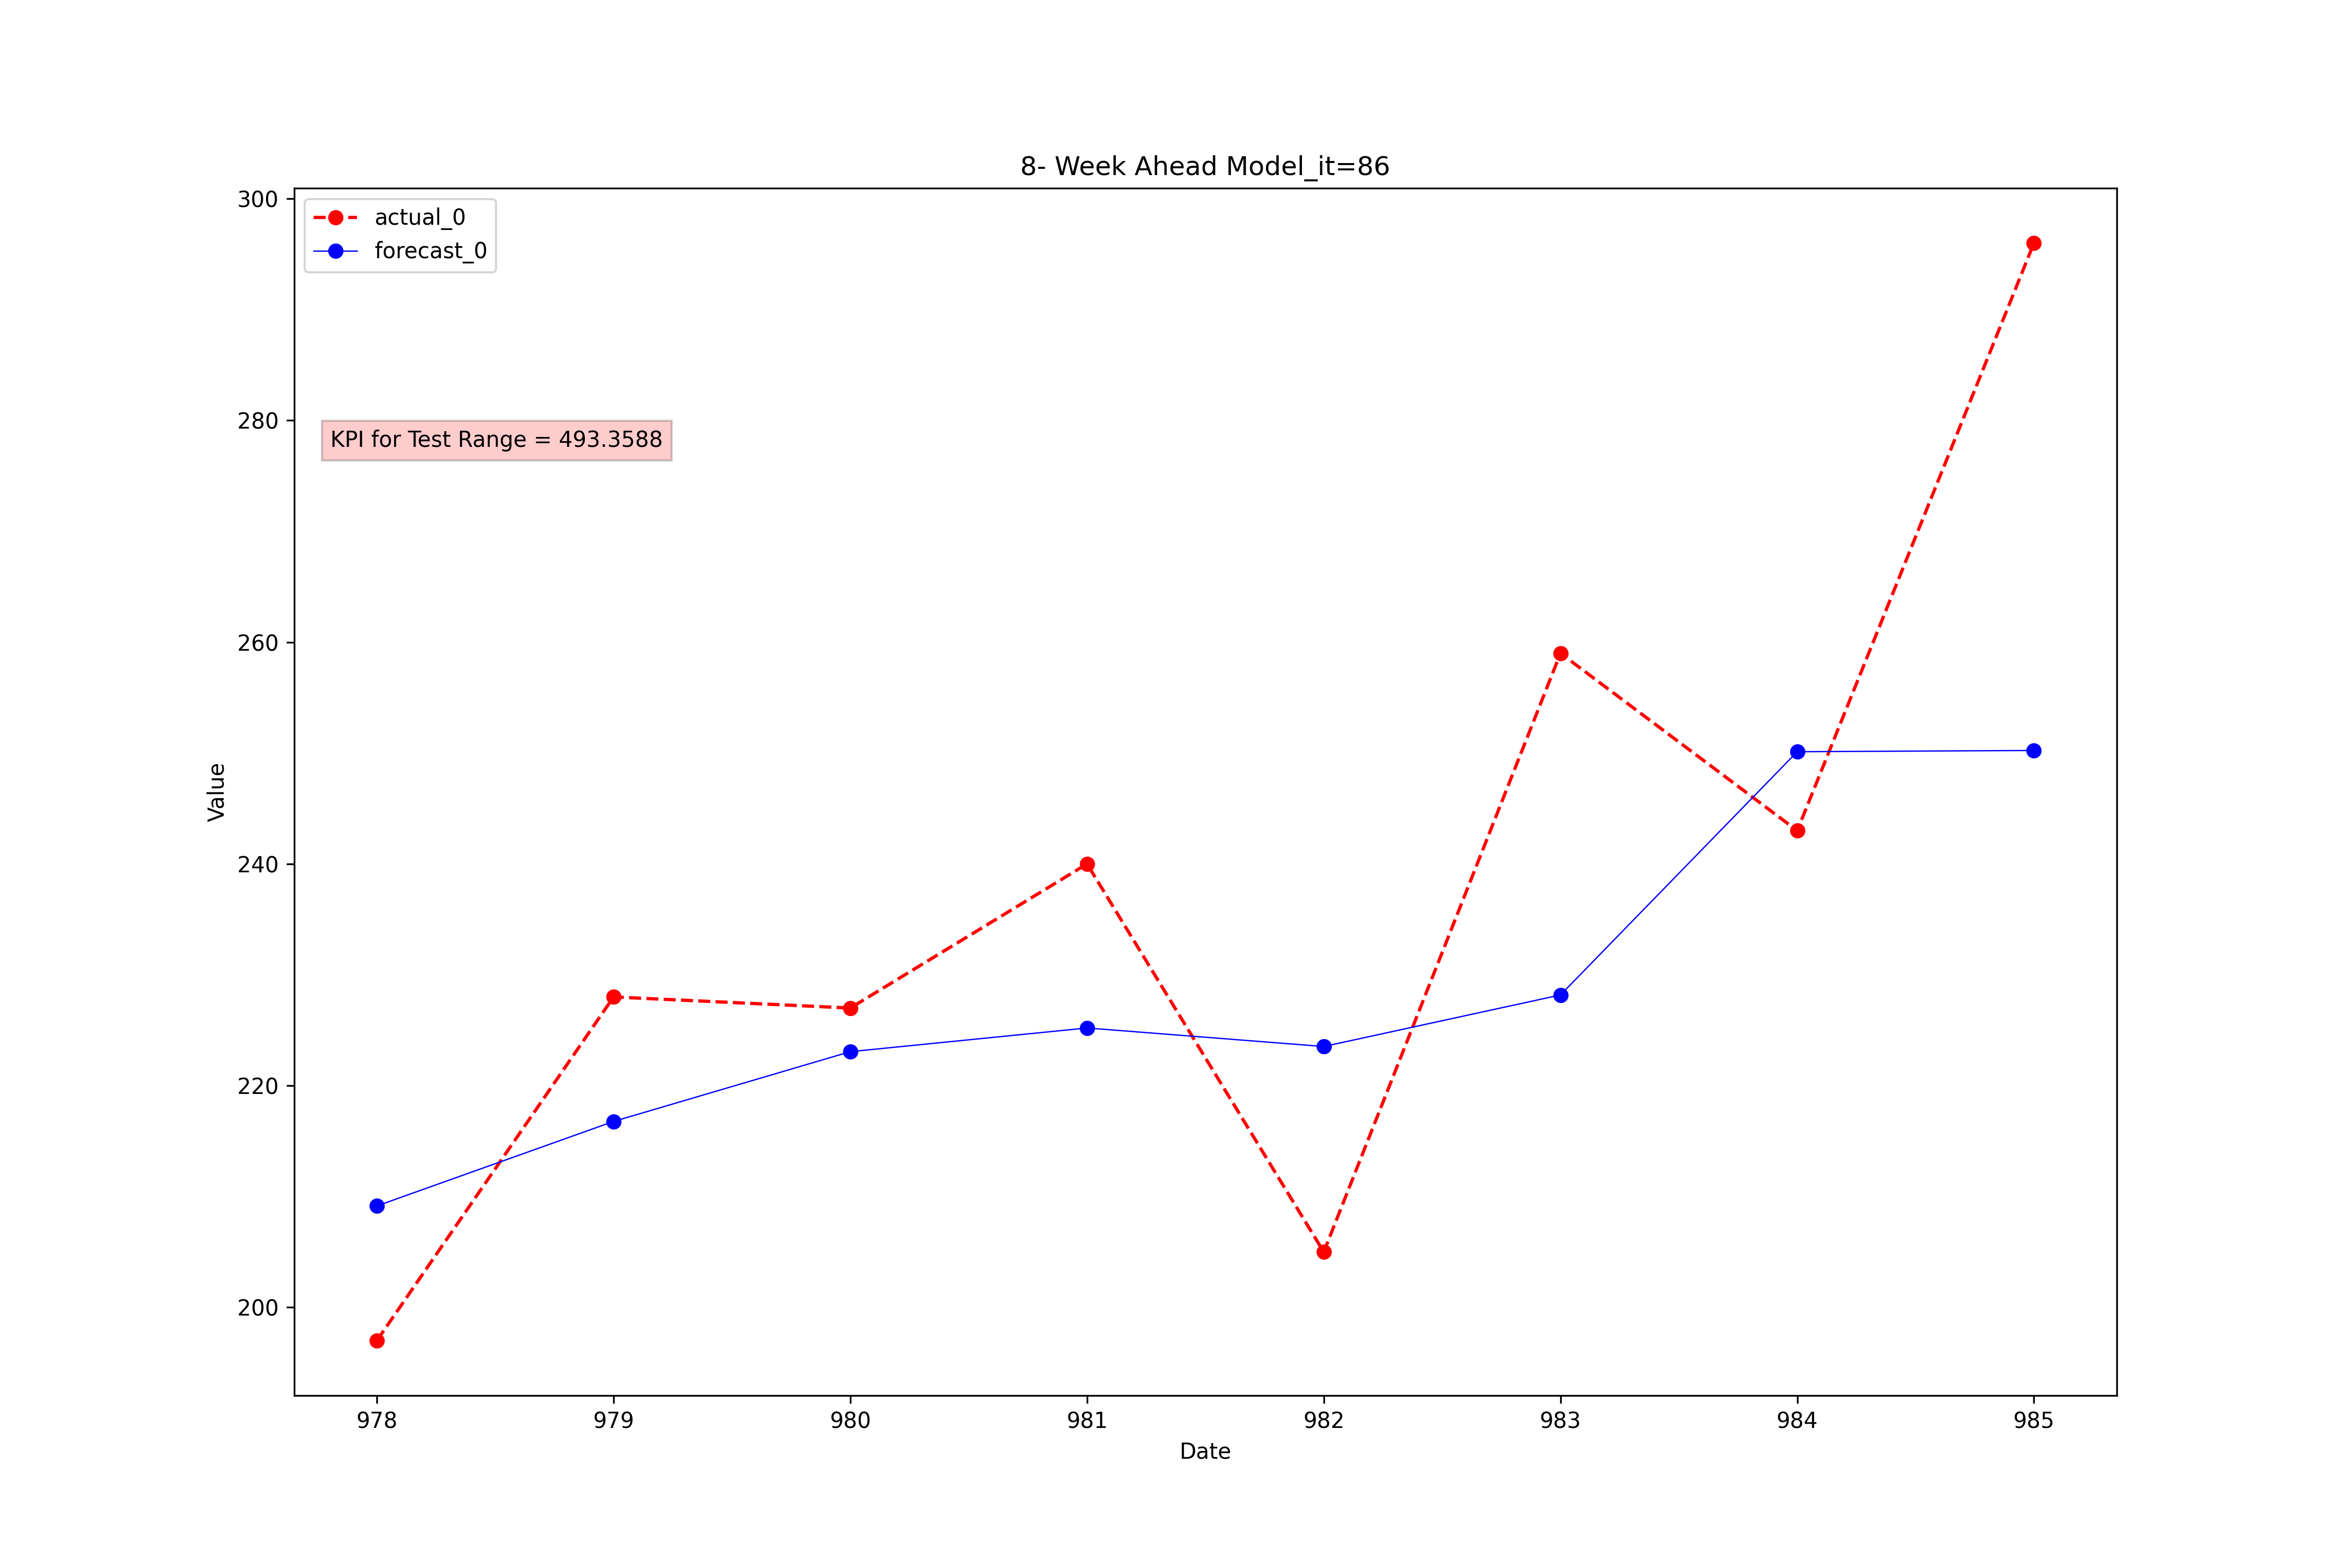 8- Week Ahead Model_it=86
actual_0
forecast_0
KPI for Test Range = 493.3588
Value
300
280
260
240
220
200
978 979 980 981 982 983 984 985
Date